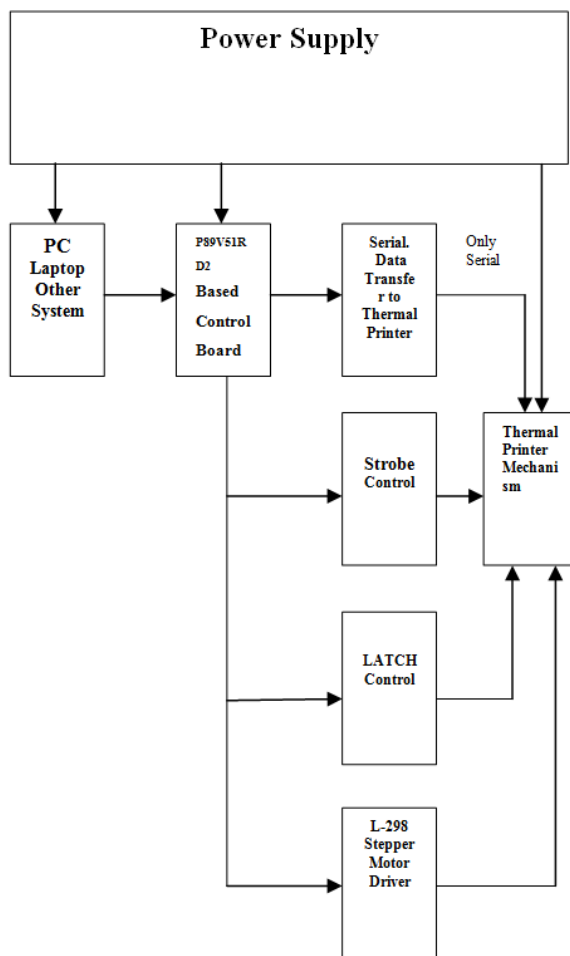 Power Supply
PC
Laptop
Other
System
P89V51R
D2
Based
Control
Board
Serial.
Data
Transfe
r to
Thermal
Printer
Only
Serial
Thermal
Printer
Mechani
sm
Strobe
Control
LATCH
Control
L-298
Stepper
Motor
Driver